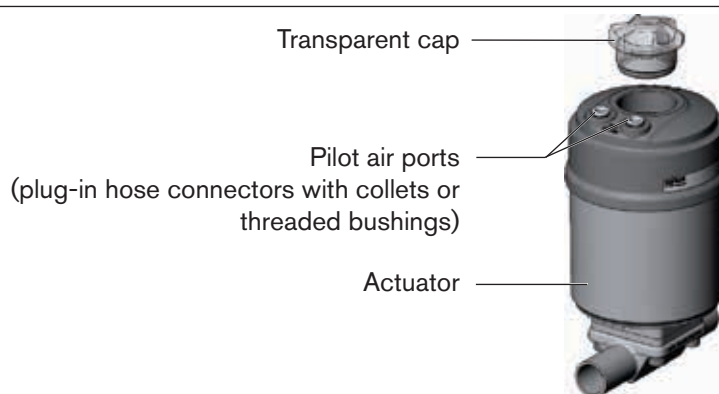 Transparent cap
Pilot air ports
(plug-in hose connectors with collets or
threaded bushings)
Actuator